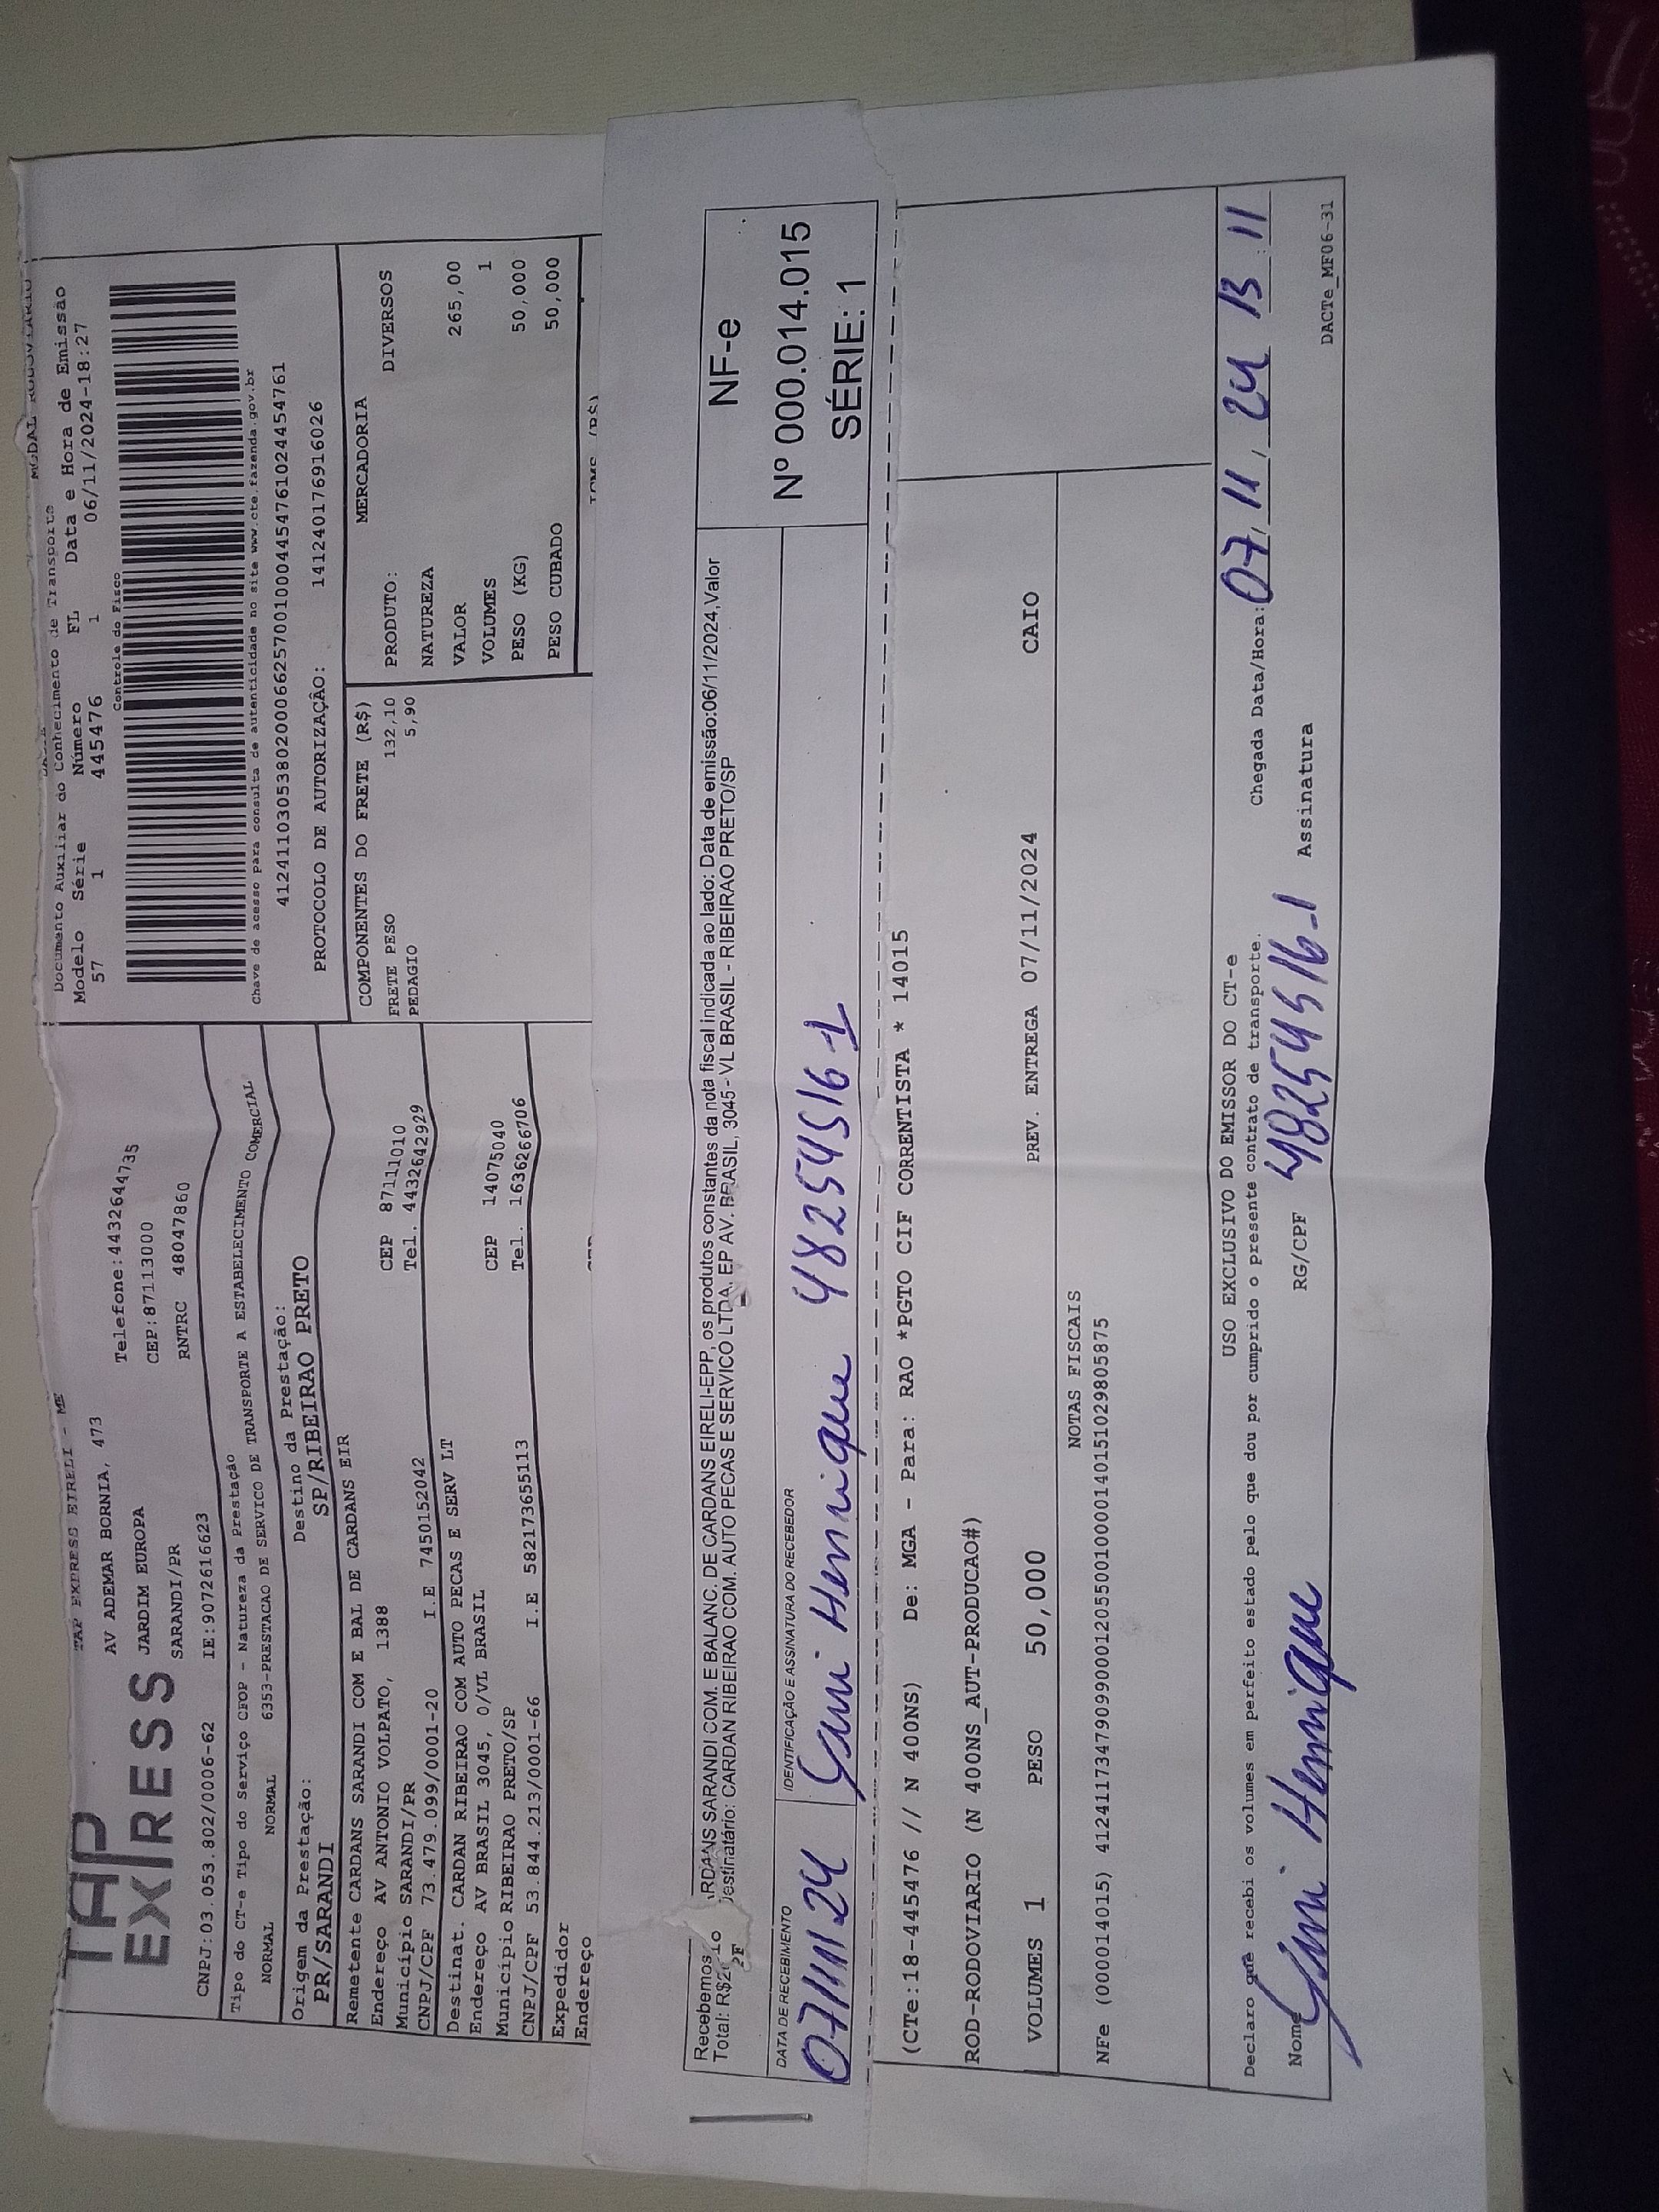 TAP EXPRESS EIRELI - ME
TAP
EXPRESS
AV ADEMAR BORNIA, 473
Telefone:4432644735
JARDIM EUROPA
CEP:87113000
SARANDI/PR
RNTRC 48047860
CNPJ:03.053.802/0006-62 IE:9072616623
Tipo do CT-e Tipo do Serviço CFOP - Natureza da Prestação
NORMAL NORMAL 6353-PRESTACAO DE SERVICO DE TRANSPORTE A ESTABELECIMENTO COMERCIAL
Origem da Prestação: Destino da Prestação:
PR/SARANDI SP/RIBEIRAO PRETO
Remetente CARDANS SARANDI COM E BAL DE CARDANS EIR
Endereço AV ANTONIO VOLPATO, 1388 CEP 87111010
Município SARANDI/PR Tel. 4432642929
CNPJ/CPF 73.479.099/0001-20 I.E 7450152042
Destinat. CARDAN RIBEIRAO COM AUTO PECAS E SERV LT
Endereço AV BRASIL 3045, 0/VL BRASIL CEP 14075040
Município RIBEIRAO PRETO/SP Tel. 1636266706
CNPJ/CPF 53.844.213/0001-66 I.E 582173655113
Expedidor
Endereço
MODAL RODOVIARIO
Documento Auxiliar do Conhecimento de Transporte
Modelo Série Número FL Data e Hora de Emissão
57 1 445476 1 06/11/2024-18:27
Controle do Fisco
Chave de acesso para consulta de autenticidade no site www.cte.fazenda.gov.br
41241103053802000662570010004454761024454761
PROTOCOLO DE AUTORIZAÇÃO: 141240176916026
COMPONENTES DO FRETE (R$)
FRETE PESO 132,10
PEDAGIO 5,90
MERCADORIA
PRODUTO: DIVERSOS
NATUREZA
VALOR 265,00
VOLUMES 1
PESO (KG) 50,000
PESO CUBADO 50,000
ICMS (R$)
Recebemos RDANS SARANDI COM. E BALANC. DE CARDANS EIRELI-EPP, os produtos constantes da nota fiscal indicada ao lado: Data de emissão:06/11/2024,Valor
Total: R$ estinatário: CARDAN RIBEIRAO COM. AUTO PECAS E SERVICO LTDA. EP AV. BRASIL, 3045 - VL BRASIL - RIBEIRAO PRETO/SP
DATA DE RECEBIMENTO IDENTIFICAÇÃO E ASSINATURA DO RECEBEDOR
07/11/24 Henrique 48254516-1
NF-e
Nº 000.014.015
SÉRIE: 1
(CTe:18-445476 // N 400NS) De: MGA - Para: RAO *PGTO CIF CORRENTISTA * 14015
ROD-RODOVIARIO (N 400NS_AUT-PRODUCAO#)
VOLUMES 1 PESO 50,000 PREV. ENTREGA 07/11/2024 CAIO
NOTAS FISCAIS
NFe (000014015) 41241173479099000120550010000140151029805875
USO EXCLUSIVO DO EMISSOR DO CT-e
Declaro que recebi os volumes em perfeito estado pelo que dou por cumprido o presente contrato de transporte. Chegada Data/Hora: 07/11/24 13:11
Nome Henrique RG/CPF 48254516-1 Assinatura
DACTe_MF06-31